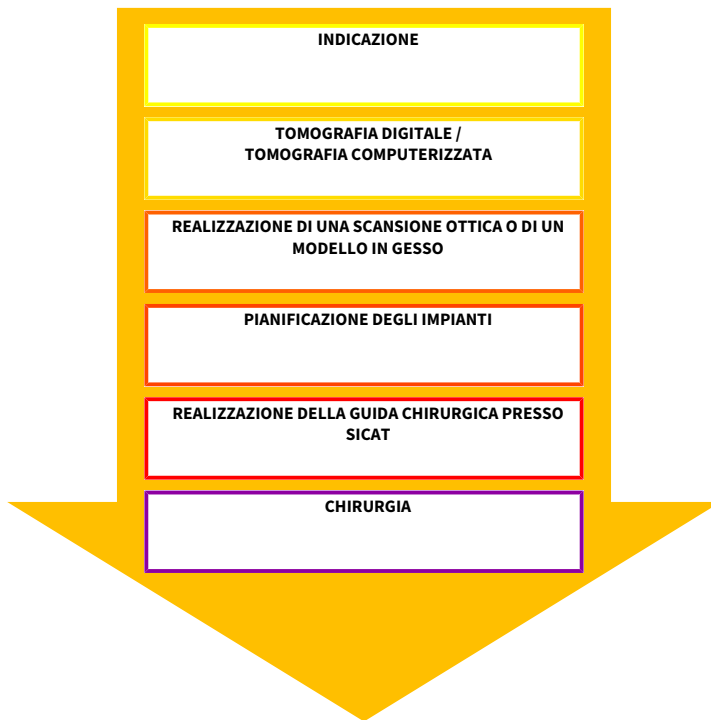 INDICAZIONE
TOMOGRAFIA DIGITALE /
TOMOGRAFIA COMPUTERIZZATA
REALIZZAZIONE DI UNA SCANSIONE OTTICA O DI UN
MODELLO IN GESSO
PIANIFICAZIONE DEGLI IMPIANTI
REALIZZAZIONE DELLA GUIDA CHIRURGICA PRESSO
SICAT
CHIRURGIA